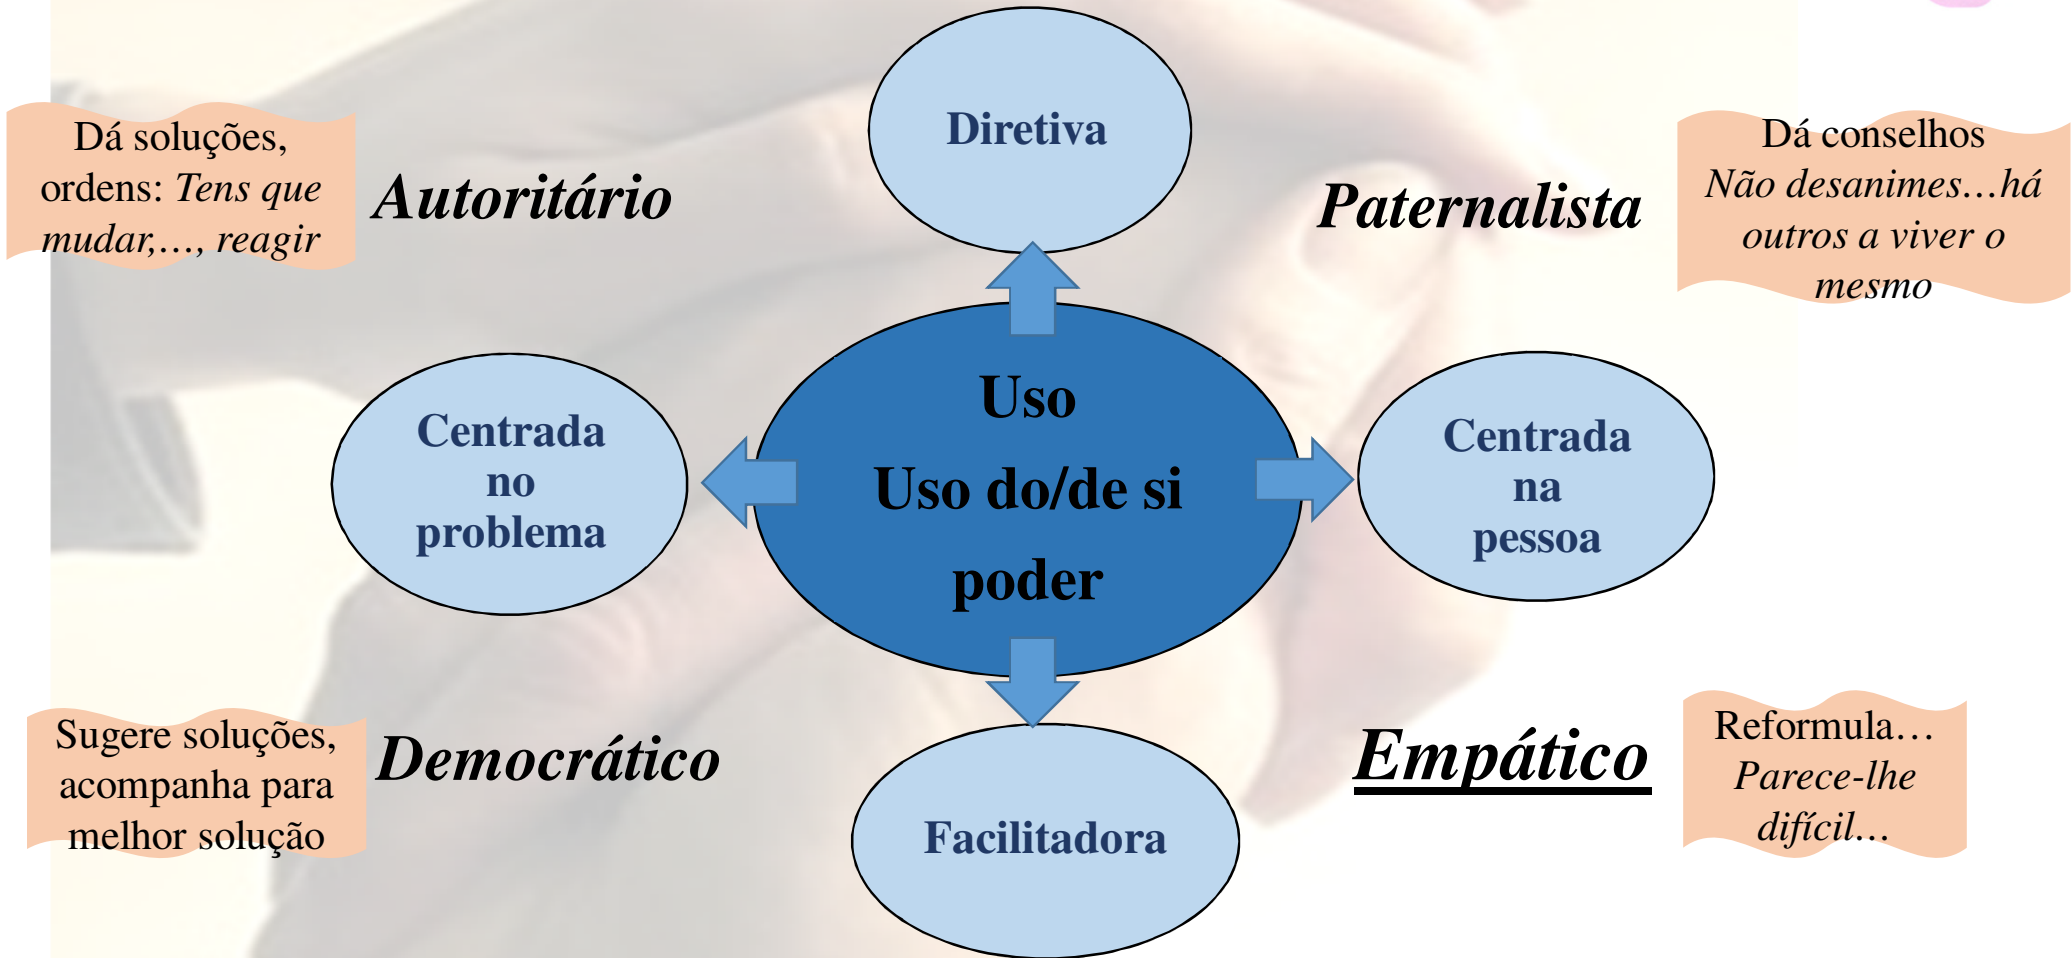 Diretiva
Dá soluções,
ordens: Tens que
mudar,…, reagir
Autoritário
Paternalista
Dá conselhos
Não desanimes…há
outros a viver o
mesmo
Centrada
no
problema
Uso
Uso do/de si
poder
Centrada
na
pessoa
Sugere soluções,
acompanha para
melhor solução
Democrático
Facilitadora
Empático
Reformula…
Parece-lhe
difícil…